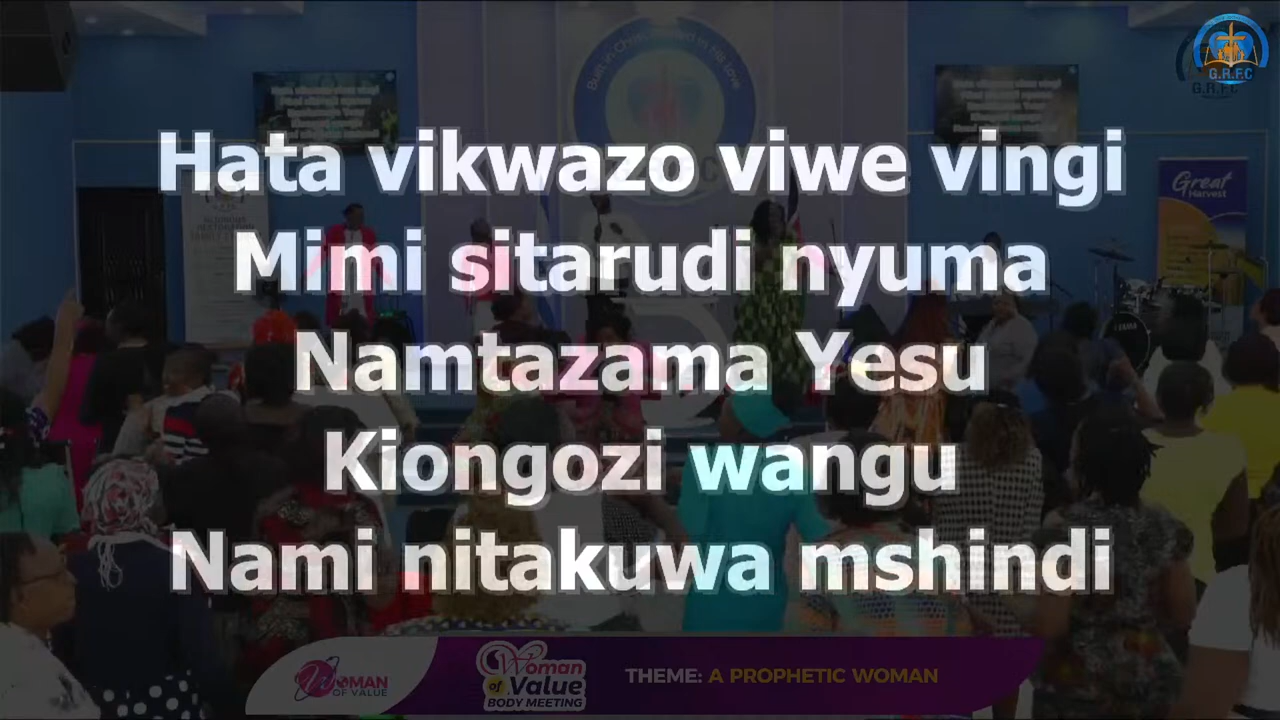 Hata vikwazo viwe vingi
Mimi sitarudi nyuma
Namtazama Yesu
Kiongozi wangu
Nami nitakuwa mshindi
G.R.F.C
G.R.F.C
Great
Harvest
WOMAN
OF VALUE
Woman
of Value
BODY MEETING
THEME: A PROPHETIC WOMAN